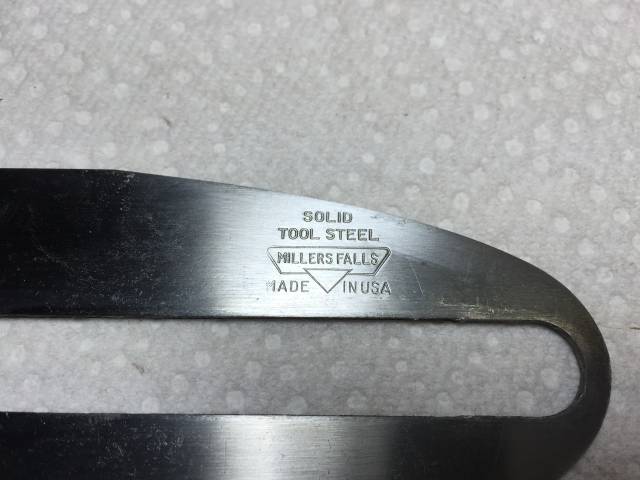 SOLID
TOOL STEEL
MILLERS FALLS
MADE IN USA